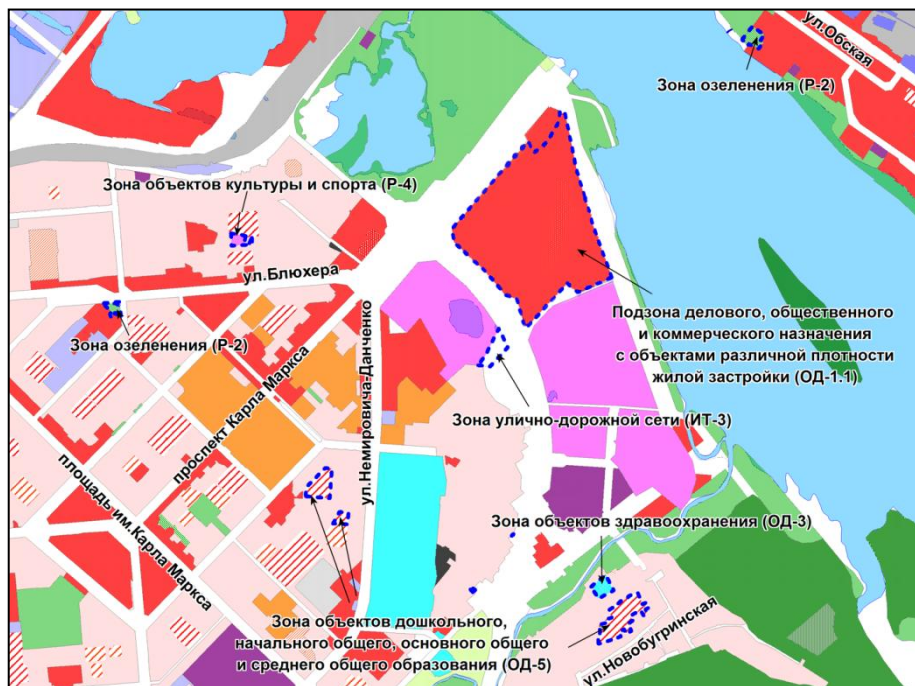 ул.Обская
Зона озеленения (Р-2)
Зона объектов культуры и спорта (Р-4)
ул.Блюхера
Подзона делового, общественного
и коммерческого назначения
с объектами различной плотности
жилой застройки (ОД-1.1)
Зона озеленения (Р-2)
проспект Карла Маркса
ул.Немировича-Данченко
Зона улично-дорожной сети (ИТ-3)
площадь им.Карла Маркса
Зона объектов здравоохранения (ОД-3)
Зона объектов дошкольного,
начального общего, основного общего
и среднего общего образования (ОД-5)
ул.Новобугринская